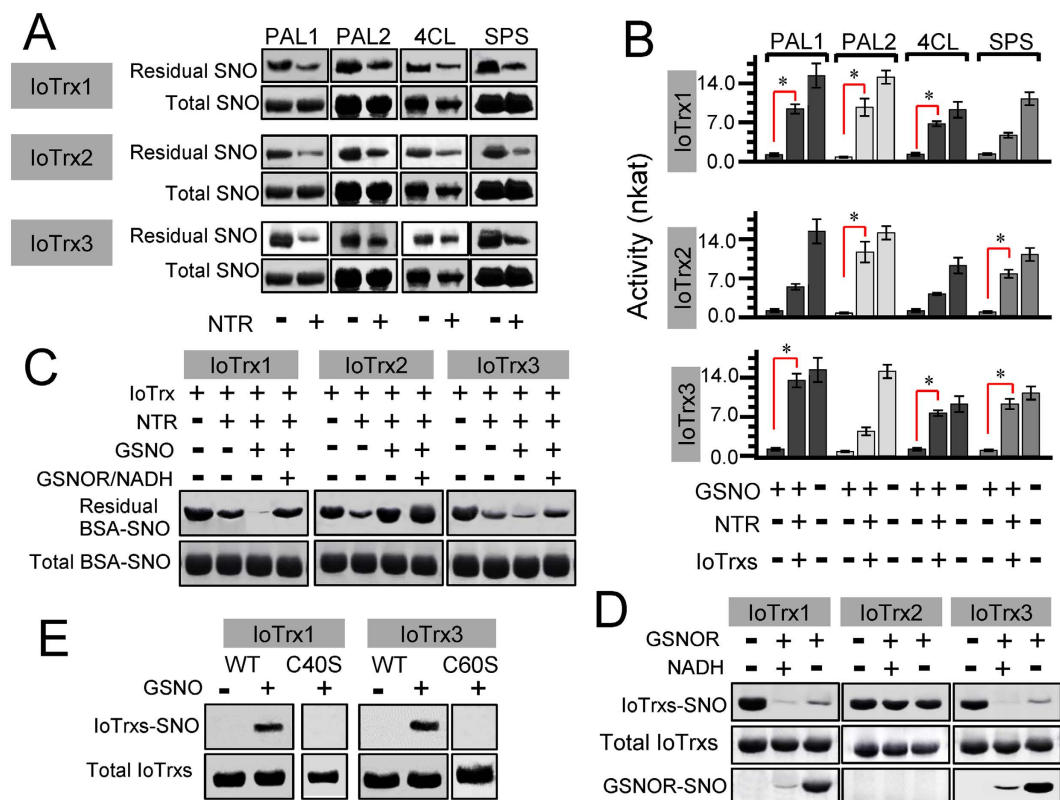 A
PAL1 PAL2 4CL SPS
IoTrx1
Residual SNO
Total SNO
IoTrx2
Residual SNO
Total SNO
IoTrx3
Residual SNO
Total SNO
NTR - + - + - + - +
B
PAL1 PAL2 4CL SPS
Activity (nkat)
IoTrx1
14.0
7.0
0.0
* * *
IoTrx2
14.0
7.0
0.0
* *
IoTrx3
14.0
7.0
0.0
* * *
GSNO + + - + + - + + - + + -
NTR - + - - + - - + - - + -
IoTrxs - + - - + - - + - - + -
C
IoTrx1 IoTrx2 IoTrx3
IoTrx + + + + + + + + + + + +
NTR - + + + - + + + - + + +
GSNO - - + + - - + + - - + +
GSNOR/NADH - - - + - - - + - - - +
Residual
BSA-SNO
Total BSA-SNO
D
IoTrx1 IoTrx2 IoTrx3
GSNOR - + + - + + - + +
NADH - + - - + - - + -
IoTrxs-SNO
Total IoTrxs
GSNOR-SNO
E
IoTrx1 IoTrx3
WT C40S WT C60S
GSNO - + + - + +
IoTrxs-SNO
Total IoTrxs